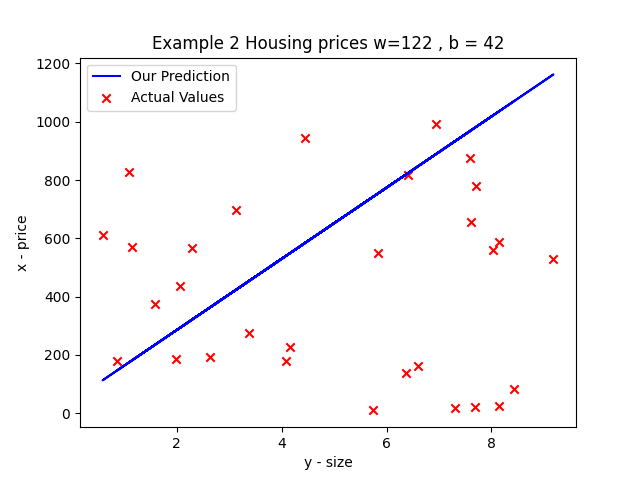 Example 2 Housing prices w=122 , b = 42
Our Prediction
Actual Values
1200
1000
800
600
400
200
0
x - price
2 4 6 8
y - size